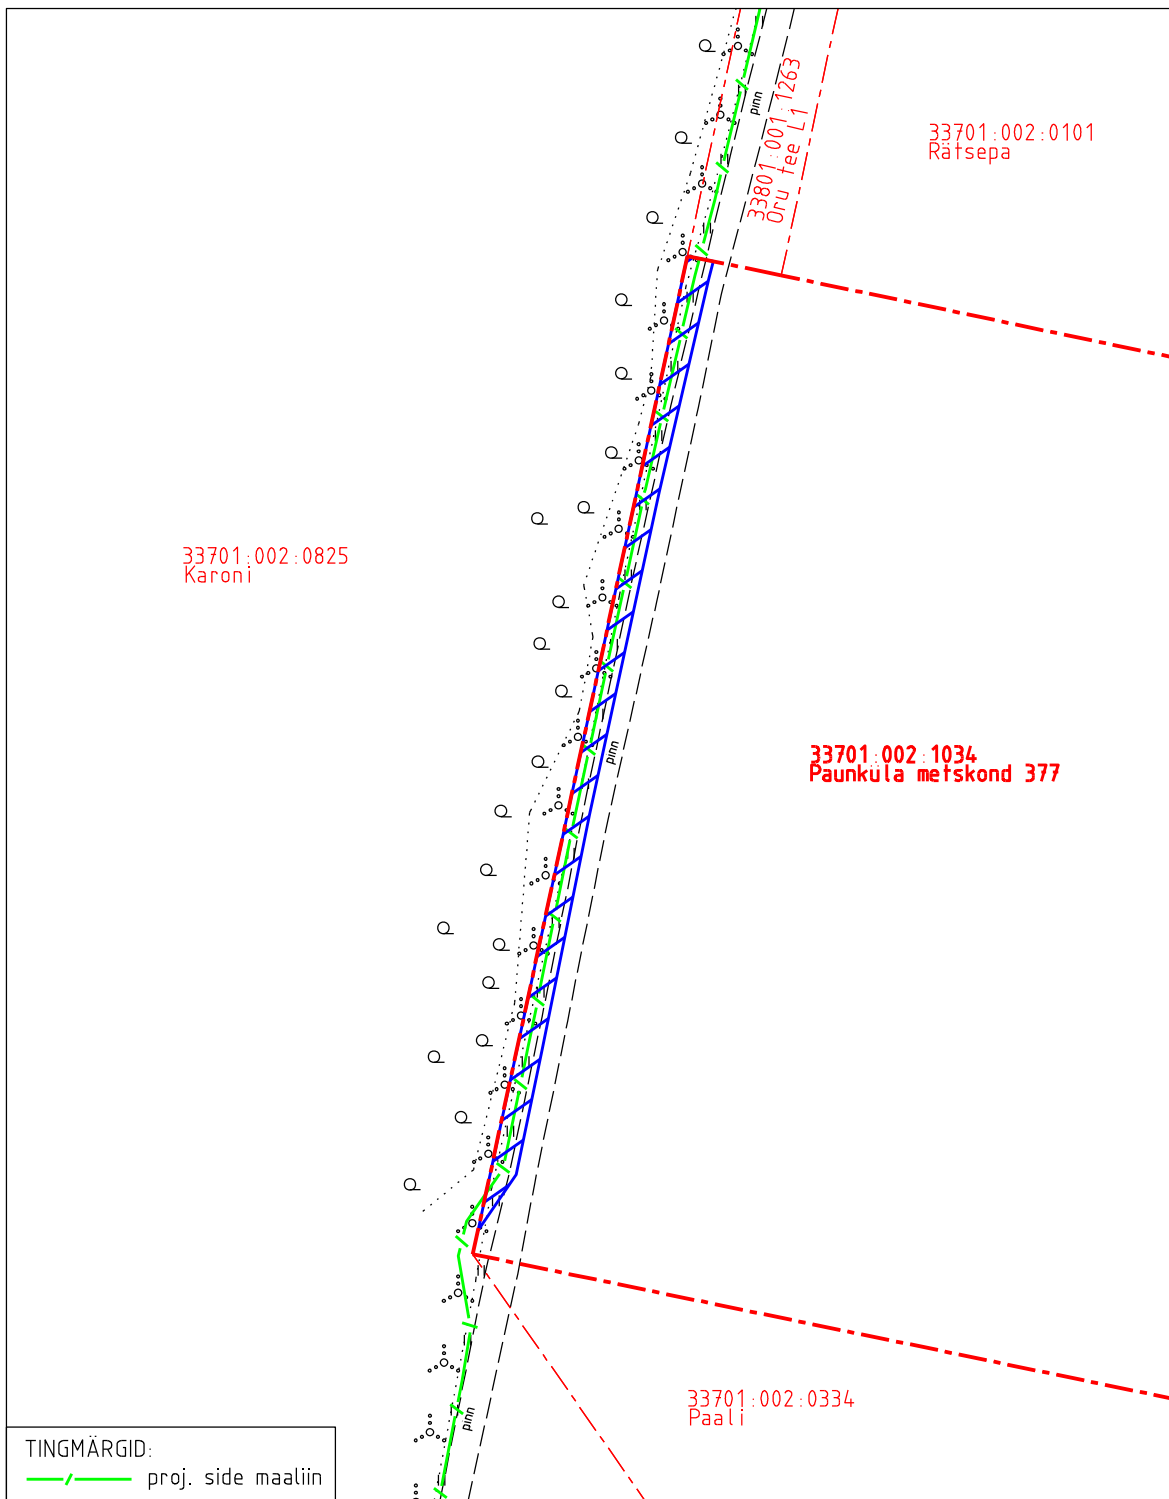 33801:001:1263
Oru tee L1
pinn
33701:002:0101
Rätsepa
33701:002:0825
Karoni
pinn
33701:002:1034
Paunküla metskond 377
33701:002:0334
Paali
pinn
TINGMÄRGID:
proj. side maaliin